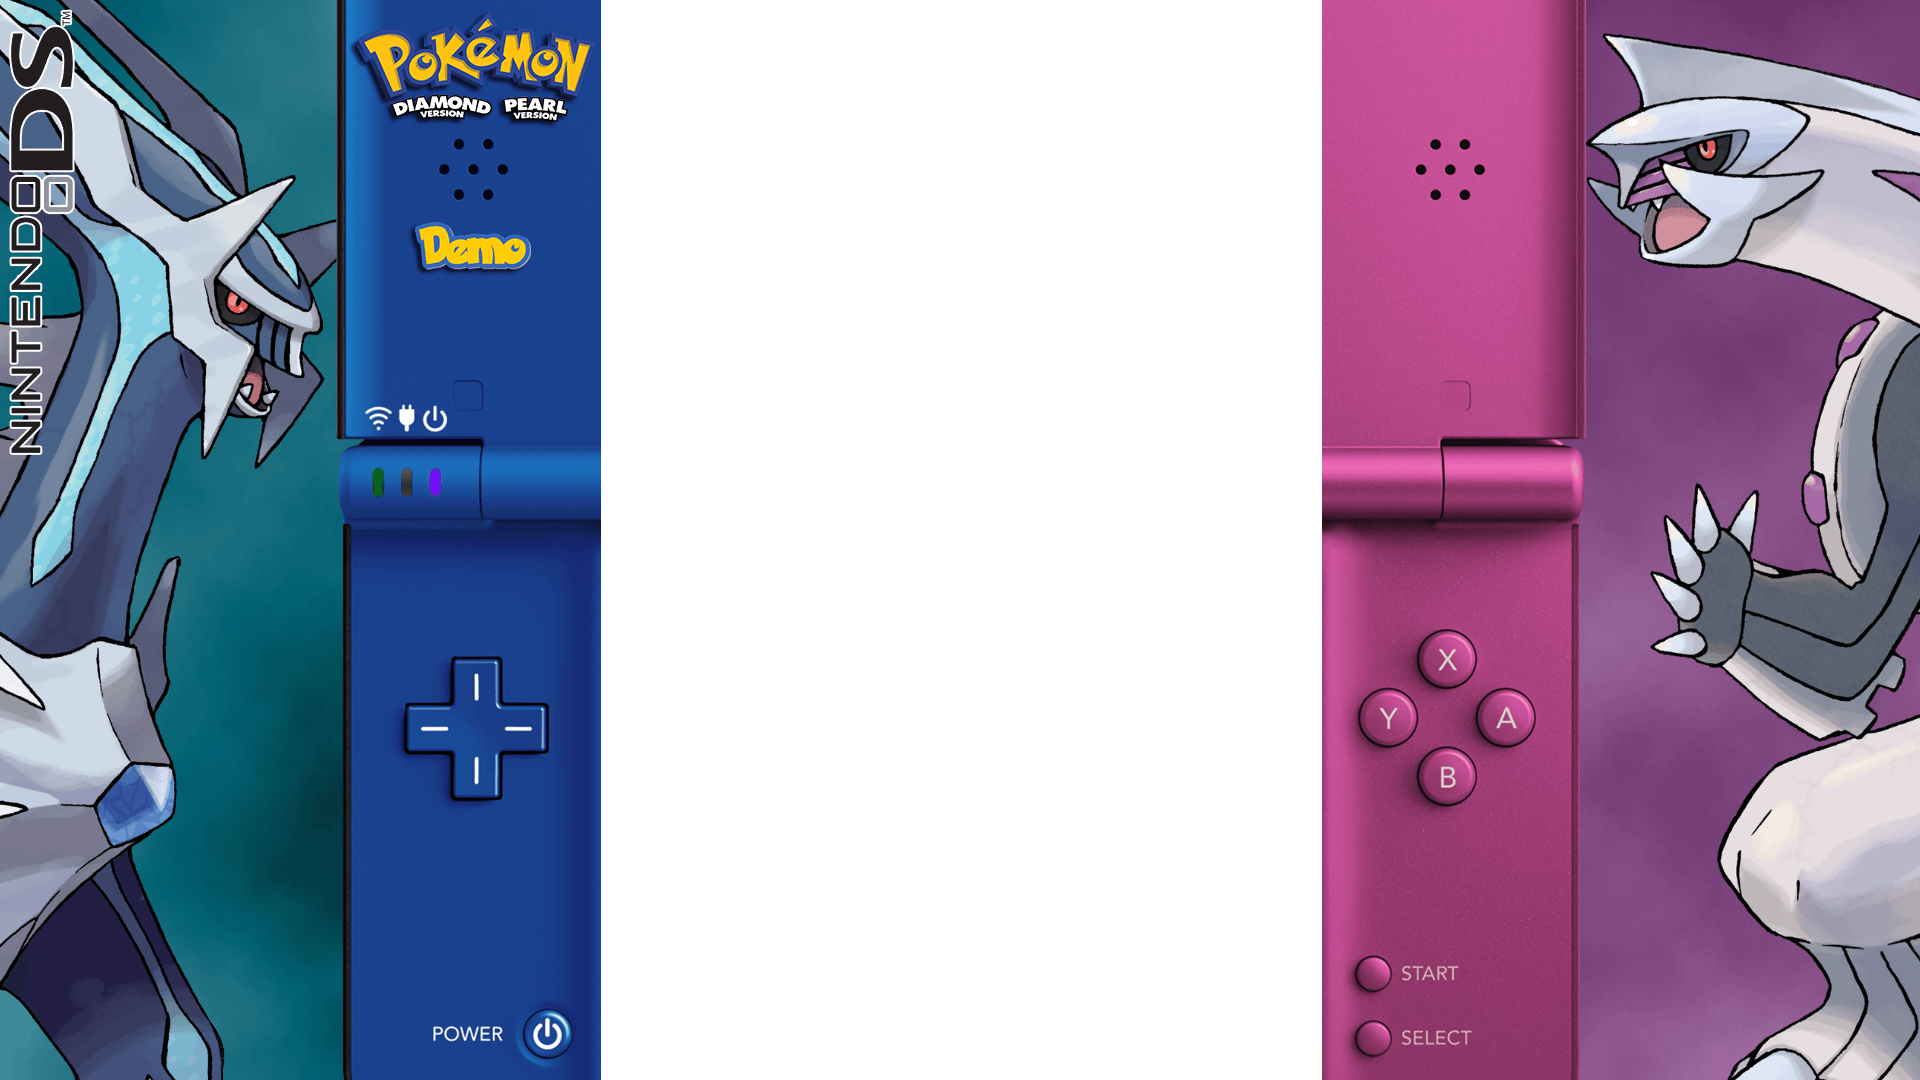 NINTENDO DS™
POKéMON
DIAMOND VERSION
PEARL VERSION
Demo
POWER
X
Y
A
B
START
SELECT